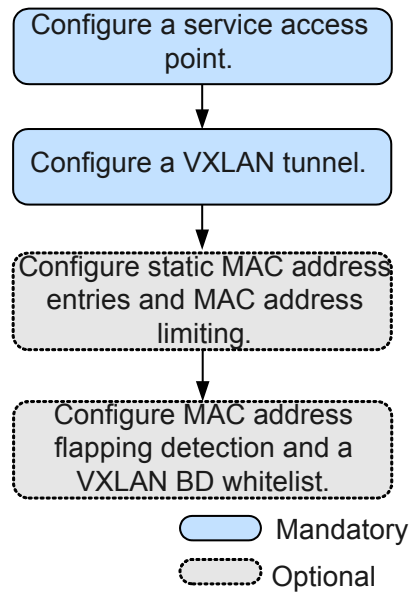 Configure a service access
point.
Configure a VXLAN tunnel.
Configure static MAC address
entries and MAC address
limiting.
Configure MAC address
flapping detection and a
VXLAN BD whitelist.
Mandatory
Optional